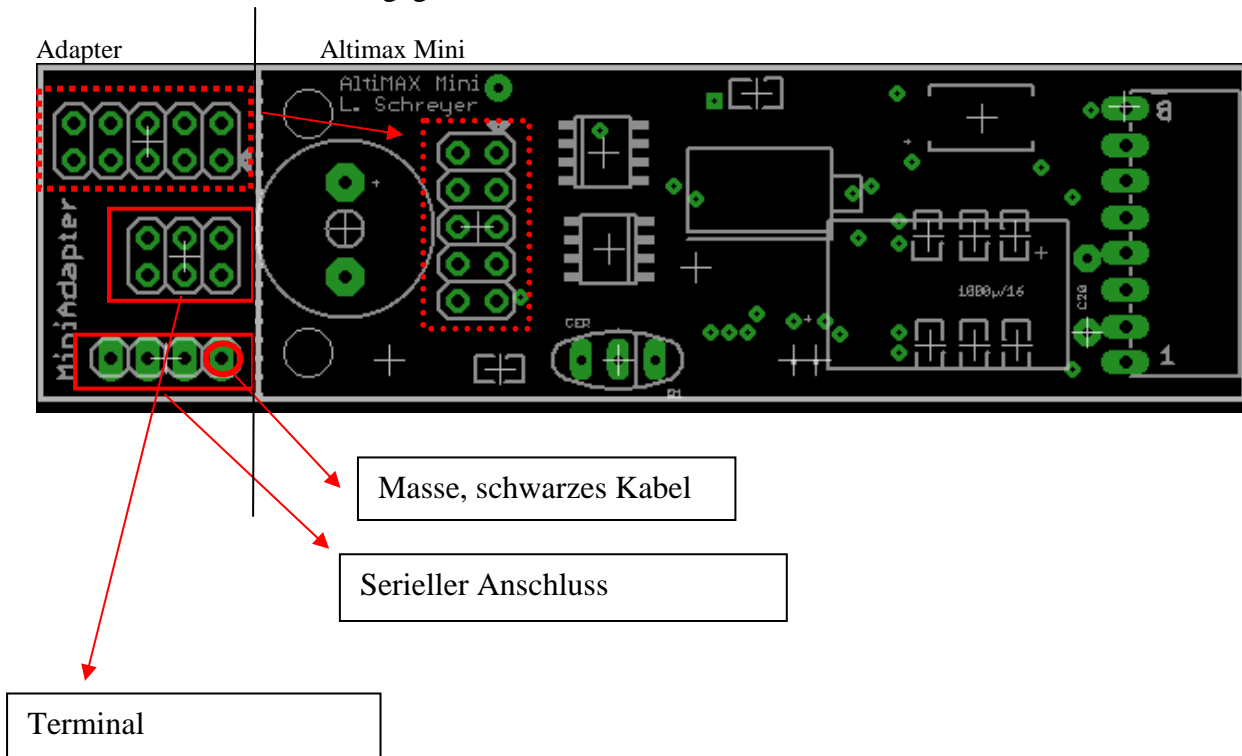 Adapter
Altimax Mini
AltiMAX Mini
L. Schreyer
MiniAdapter
CER
1000µ/16
C20
8
1
Masse, schwarzes Kabel
Serieller Anschluss
Terminal